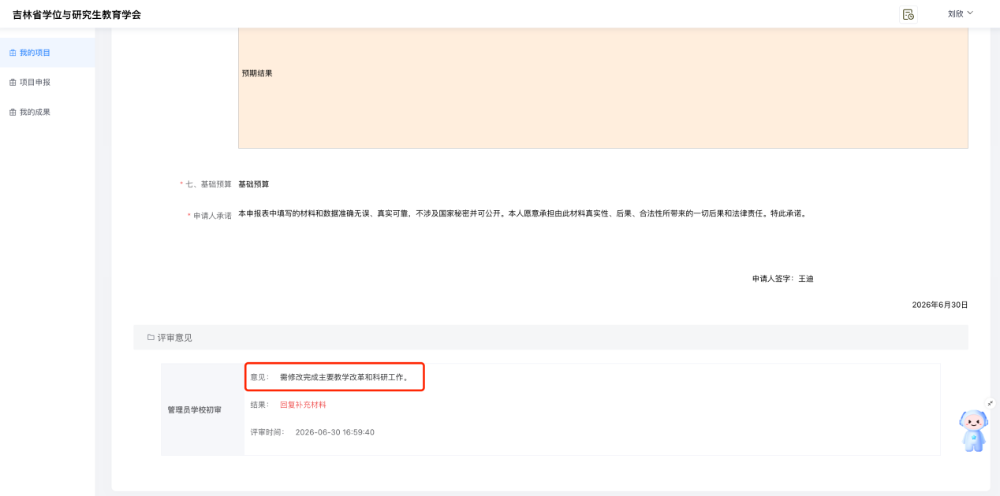 吉林省学位与研究生教育学会
刘欣
我的项目
项目申报
我的成果
预期结果
* 七、基础预算 基础预算
* 申请人承诺 本申报表中填写的材料和数据准确无误、真实可靠，不涉及国家秘密并可公开。本人愿意承担由此材料真实性、后果、合法性所带来的一切后果和法律责任。特此承诺。
申请人签字：王迪
2026年6月30日
评审意见
管理员学校初审
意见： 需修改完成主要教学改革和科研工作。
结果： 回复补充材料
评审时间： 2026-06-30 16:59:40